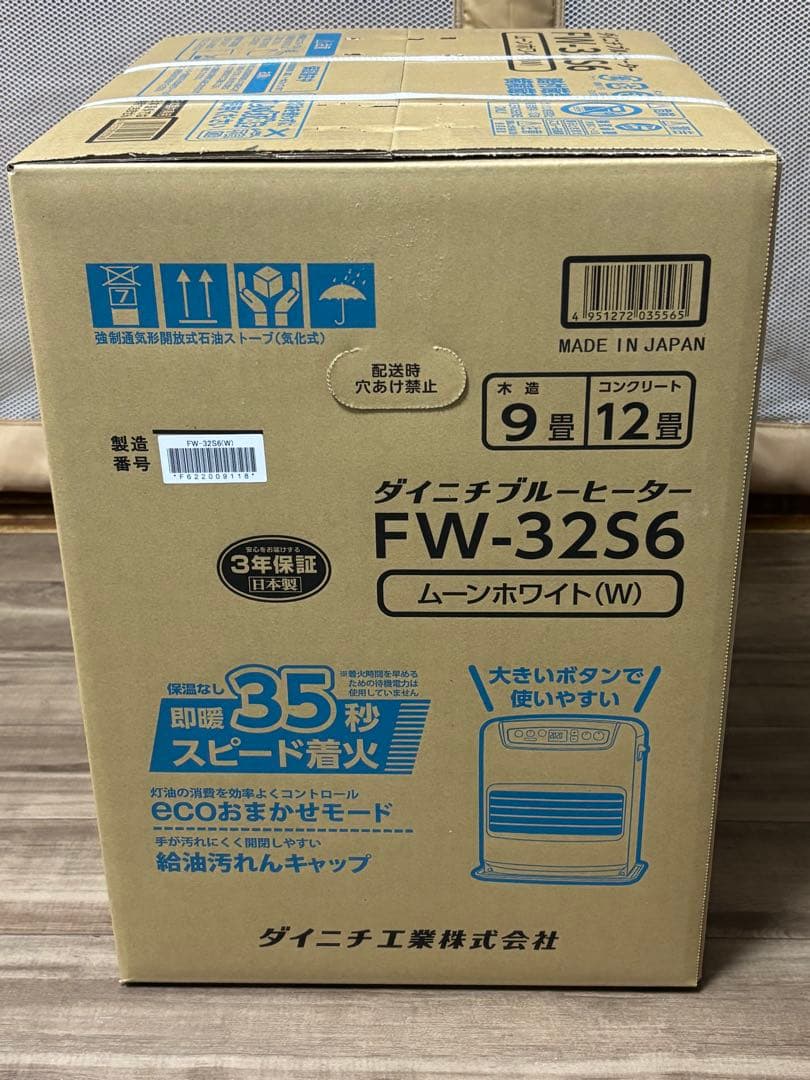 FW-32S6
7
強制通気形開放式石油ストーブ(気化式)
4 951272 035565
MADE IN JAPAN
配送時
穴あけ禁止
木造
9畳
コンクリート
12畳
製造
番号
FW-32S6(W)
*F622009118*
ダイニチブルーヒーター
FW-32S6
ムーンホワイト(W)
安心をお届けする
3年保証
日本製
保温なし
即暖35秒
スピード着火
※着火時間を早める
ための待機電力は
使用していません
大きいボタンで
使いやすい
灯油の消費を効率よくコントロール
ecoおまかせモード
手が汚れにくく開閉しやすい
給油汚れんキャップ
ダイニチ工業株式会社